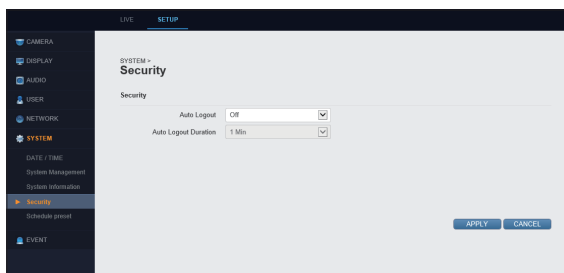 LIVE SETUP
CAMERA
DISPLAY
AUDIO
USER
NETWORK
SYSTEM
DATE / TIME
System Management
System Information
Security
Schedule preset
EVENT
SYSTEM >
Security
Security
Auto Logout Off
Auto Logout Duration 1 Min
APPLY CANCEL